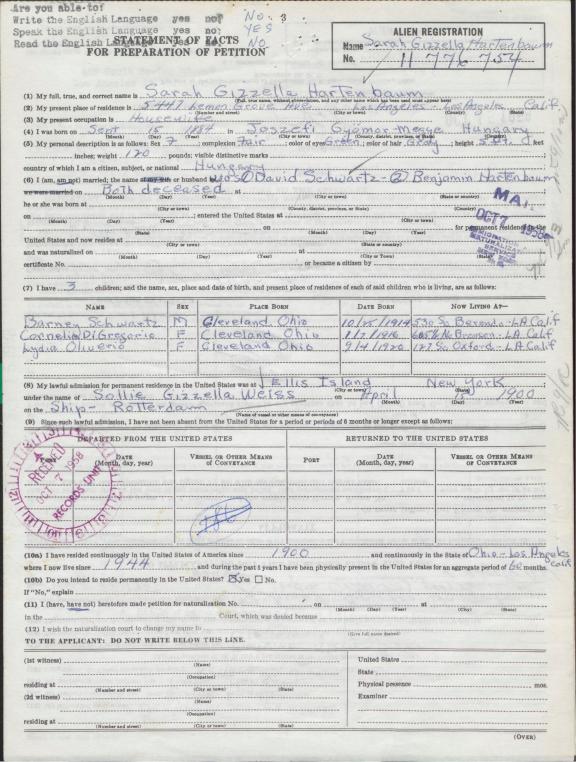 Are you able to:
Write the English Language yes no? No. 3
Speak the English Language yes no; YES
Read the English Language yes no No
STATEMENT OF FACTS
FOR PREPARATION OF PETITION
ALIEN REGISTRATION
Name Sarah Gizzella Hartenbaum
No. 11 776 754
(1) My full, true, and correct name is Sarah Gizzella Hartenbaum
(Full, true name, without abbreviations, and any other name which has been used, must appear here)
(2) My present place of residence is 5447 Lemon Grove Ave Los Angeles Los Angeles Calif
(Number and street) (City or town) (County) (State)
(3) My present occupation is Housewife
(4) I was born on Sept 15 1884 in Joszefi Gyomor-Megge Hungary
(Month) (Day) (Year) (City or town) (County, district, province, or State) (Country)
(5) My personal description is as follows: Sex F; complexion Fair; color of eyes Green; color of hair Gray; height 5 feet
inches; weight 120 pounds; visible distinctive marks
country of which I am a citizen, subject, or national Hungary
(6) I (am, am not) married; the name of my wife or husband was ① David Schwartz - ② Benjamin Hartenbaum
we were married on Both deceased at
(Month) (Day) (Year) (City or town) (State or country)
he or she was born at
(City or town) (County, district, province, or State) (Country)
on ; entered the United States at
(Month) (Day) (Year) (City or town) (State)
on for permanent residence in the
(Month) (Day) (Year)
United States and now resides at
(City or town) (State or country)
and was naturalized on at
(Month) (Day) (Year) (City or town) (State)
certificate No. or became a citizen by
MAI
OCT 7 1958
(7) I have 3 children; and the name, sex, place and date of birth, and present place of residence of each of said children who is living, are as follows:
NAME SEX PLACE BORN DATE BORN NOW LIVING AT—
Barney Schwartz M Cleveland Ohio 10/25/1914 530 So Berendo - LA Calif
Cornelia DiGregorio F Cleveland Ohio 1/7/1916 605½ No Bronson - LA Calif
Lydia Oliverio F Cleveland Ohio 9/4/1920 127 So Oxford - LA Calif
(8) My lawful admission for permanent residence in the United States was at Ellis Island New York
(City or town) (State)
under the name of Sollie Gizzella Weiss on April 15 1900
(Month) (Day) (Year)
on the Ship - Rotterdam
(Name of vessel or other means of conveyance)
(9) Since such lawful admission, I have not been absent from the United States for a period or periods of 6 months or longer except as follows:
DEPARTED FROM THE UNITED STATES RETURNED TO THE UNITED STATES
PORT DATE (Month, day, year) VESSEL OR OTHER MEANS OF CONVEYANCE PORT DATE (Month, day, year) VESSEL OR OTHER MEANS OF CONVEYANCE
RECEIVED
OCT 7 1958
RECORDS UNIT
(10a) I have resided continuously in the United States of America since 1900 and continuously in the State of Ohio - Los Angeles Calif
where I now live since 1944 and during the past 5 years I have been physically present in the United States for an aggregate period of 60 months.
(10b) Do you intend to reside permanently in the United States? ☒ Yes ☐ No.
If "No," explain
(11) I (have, have not) heretofore made petition for naturalization No. on at
(Month) (Day) (Year) (City) (State)
in the Court, which was denied because
(12) I wish the naturalization court to change my name to
(Give full name desired)
TO THE APPLICANT: DO NOT WRITE BELOW THIS LINE.
(1st witness)
(Name)
(Occupation)
residing at
(Number and street) (City or town) (State)
(2d witness)
(Name)
(Occupation)
residing at
(Number and street) (City or town) (State)
United States
State
Physical presence mos.
Examiner
(OVER)